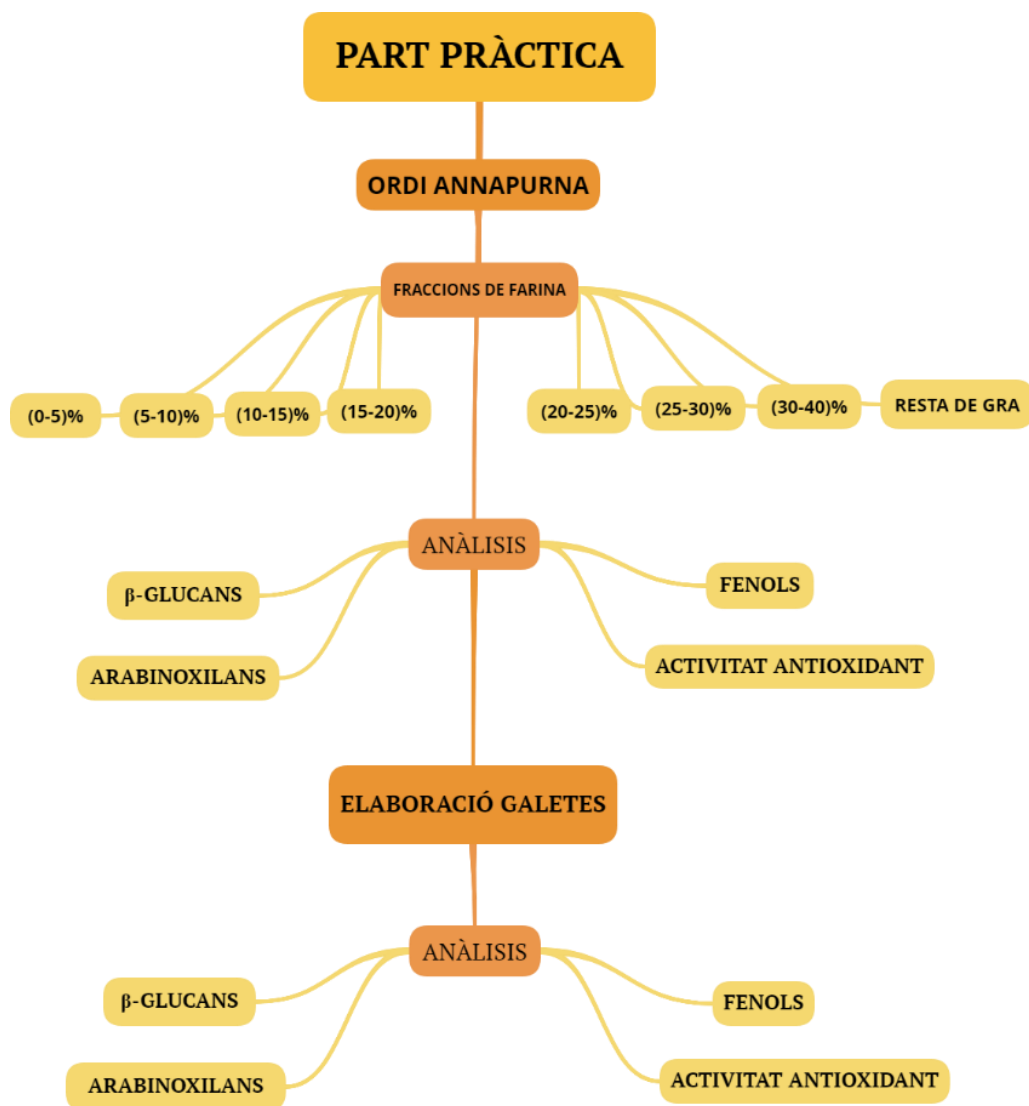 PART PRÀCTICA
ORDI ANNAPURNA
FRACCIONS DE FARINA
(0-5)%
(5-10)%
(10-15)%
(15-20)%
(20-25)%
(25-30)%
(30-40)%
RESTA DE GRA
ANÀLISIS
β-GLUCANS
FENOLS
ARABINOXILANS
ACTIVITAT ANTIOXIDANT
ELABORACIÓ GALETES
ANÀLISIS
β-GLUCANS
FENOLS
ARABINOXILANS
ACTIVITAT ANTIOXIDANT